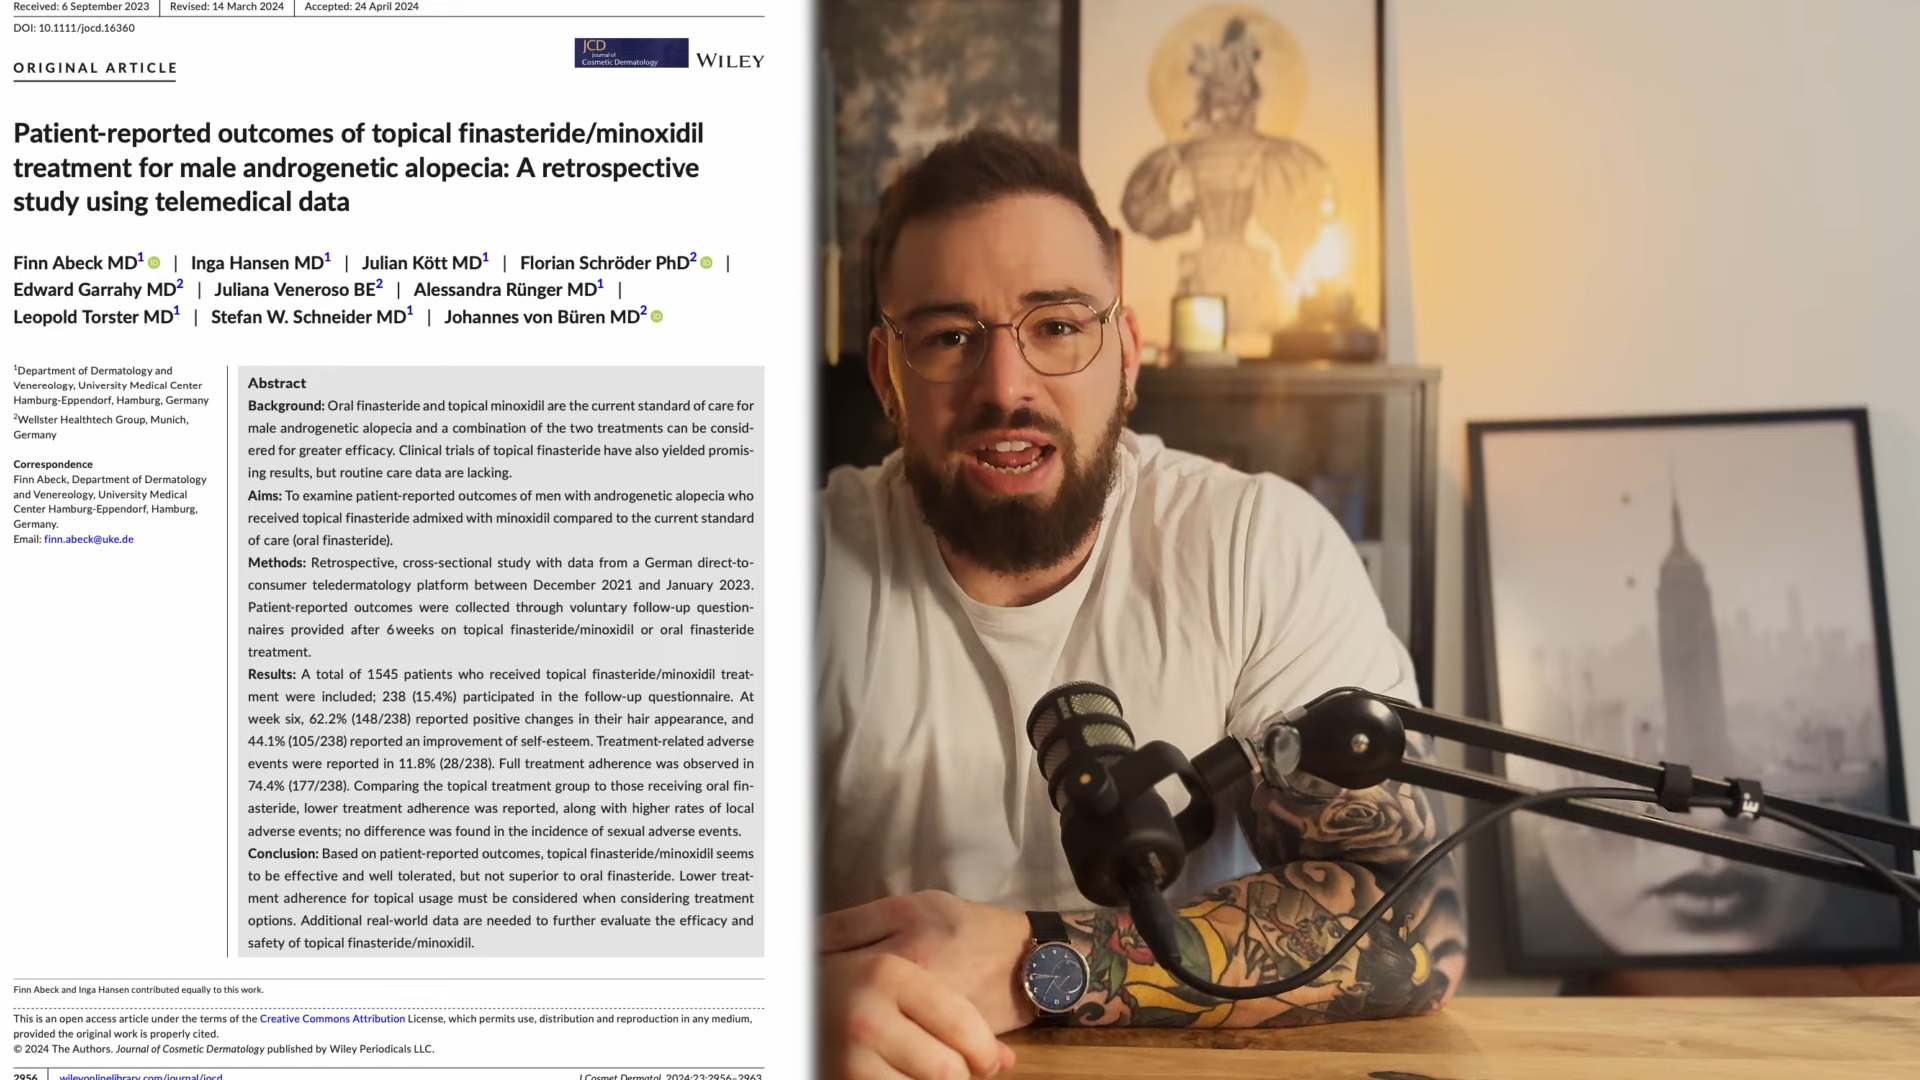 Received: 6 September 2023 | Revised: 14 March 2024 | Accepted: 24 April 2024
DOI: 10.1111/jocd.16360
JCD
Journal of
Cosmetic Dermatology
WILEY
ORIGINAL ARTICLE
Patient-reported outcomes of topical finasteride/minoxidil
treatment for male androgenetic alopecia: A retrospective
study using telemedical data
Finn Abeck MD1 | Inga Hansen MD1 | Julian Kött MD1 | Florian Schröder PhD2 |
Edward Garrahy MD2 | Juliana Veneroso BE2 | Alessandra Rünger MD1 |
Leopold Torster MD1 | Stefan W. Schneider MD1 | Johannes von Büren MD2
1Department of Dermatology and
Venereology, University Medical Center
Hamburg-Eppendorf, Hamburg, Germany
2Wellster Healthtech Group, Munich,
Germany
Correspondence
Finn Abeck, Department of Dermatology
and Venereology, University Medical
Center Hamburg-Eppendorf, Hamburg,
Germany.
Email: finn.abeck@uke.de
Abstract
Background: Oral finasteride and topical minoxidil are the current standard of care for
male androgenetic alopecia and a combination of the two treatments can be consid-
ered for greater efficacy. Clinical trials of topical finasteride have also yielded promis-
ing results, but routine care data are lacking.
Aims: To examine patient-reported outcomes of men with androgenetic alopecia who
received topical finasteride admixed with minoxidil compared to the current standard
of care (oral finasteride).
Methods: Retrospective, cross-sectional study with data from a German direct-to-
consumer teledermatology platform between December 2021 and January 2023.
Patient-reported outcomes were collected through voluntary follow-up question-
naires provided after 6 weeks on topical finasteride/minoxidil or oral finasteride
treatment.
Results: A total of 1545 patients who received topical finasteride/minoxidil treat-
ment were included; 238 (15.4%) participated in the follow-up questionnaire. At
week six, 62.2% (148/238) reported positive changes in their hair appearance, and
44.1% (105/238) reported an improvement of self-esteem. Treatment-related adverse
events were reported in 11.8% (28/238). Full treatment adherence was observed in
74.4% (177/238). Comparing the topical treatment group to those receiving oral fin-
asteride, lower treatment adherence was reported, along with higher rates of local
adverse events; no difference was found in the incidence of sexual adverse events.
Conclusion: Based on patient-reported outcomes, topical finasteride/minoxidil seems
to be effective and well tolerated, but not superior to oral finasteride. Lower treat-
ment adherence for topical usage must be considered when considering treatment
options. Additional real-world data are needed to further evaluate the efficacy and
safety of topical finasteride/minoxidil.
Finn Abeck and Inga Hansen contributed equally to this work.
This is an open access article under the terms of the Creative Commons Attribution License, which permits use, distribution and reproduction in any medium,
provided the original work is properly cited.
© 2024 The Authors. Journal of Cosmetic Dermatology published by Wiley Periodicals LLC.
2956 | wileyonlinelibrary.com/journal/jocd
J Cosmet Dermatol. 2024;23:2956–2963.